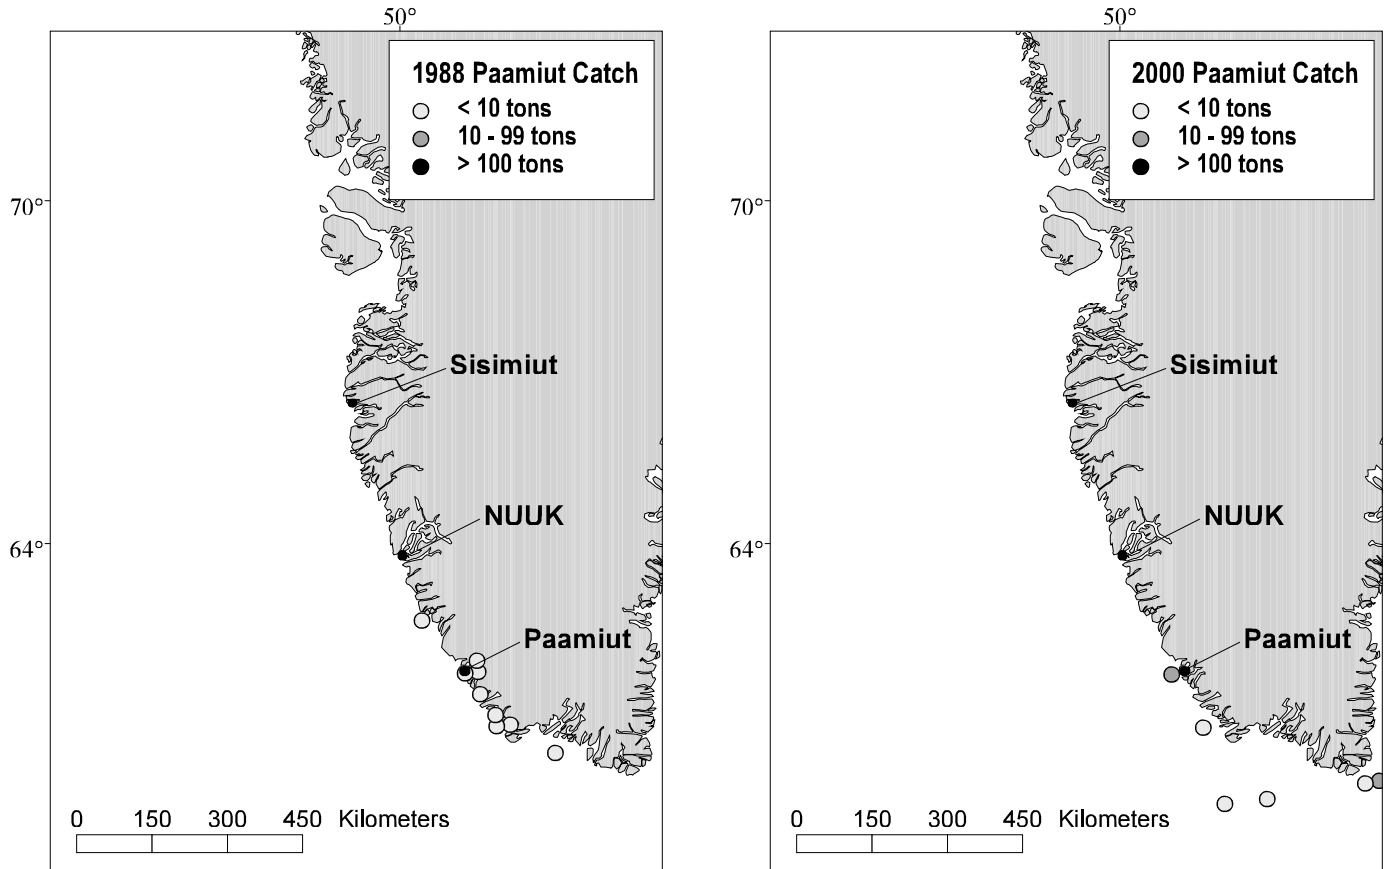 50°
1988 Paamiut Catch
< 10 tons
10 - 99 tons
> 100 tons
70°
Sisimiut
NUUK
64°
Paamiut
0 150 300 450 Kilometers
50°
2000 Paamiut Catch
< 10 tons
10 - 99 tons
> 100 tons
70°
Sisimiut
NUUK
64°
Paamiut
0 150 300 450 Kilometers